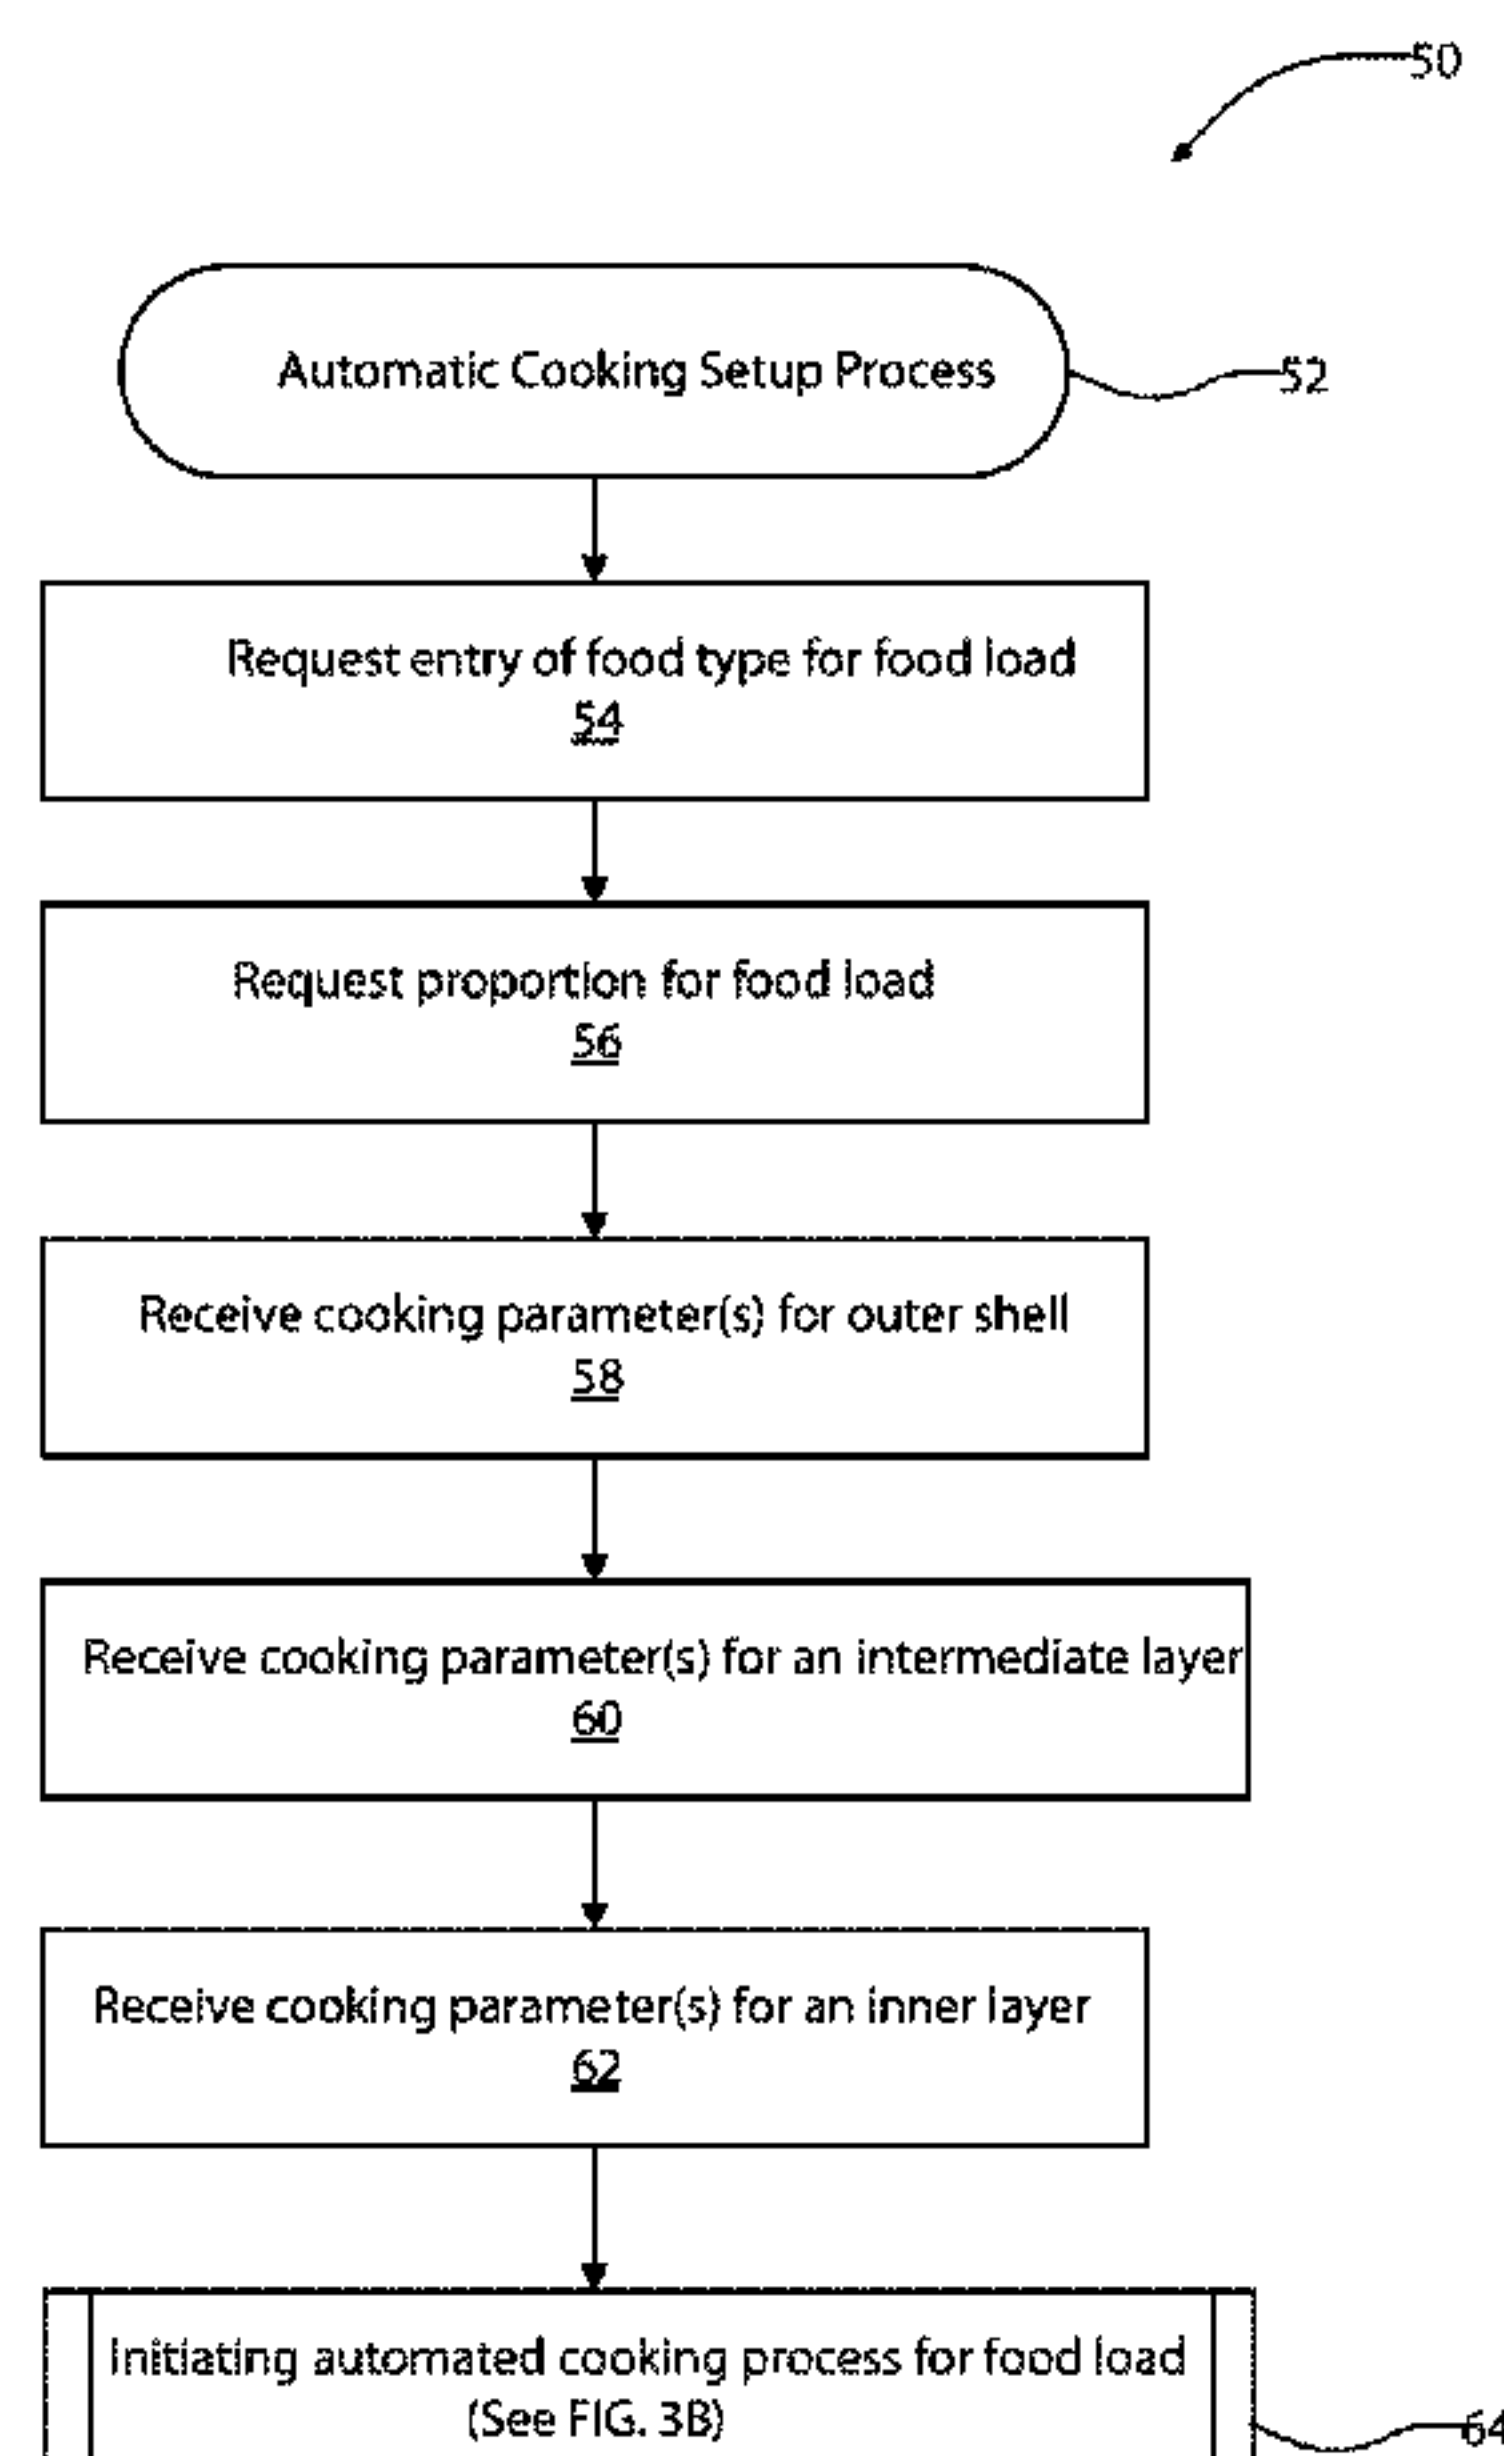 50
Automatic Cooking Setup Process
52
Request entry of food type for food load
54
Request proportion for food load
56
Receive cooking parameter(s) for outer shell
58
Receive cooking parameter(s) for an intermediate layer
60
Receive cooking parameter(s) for an inner layer
62
Initiating automated cooking process for food load
(See FIG. 3B)
64